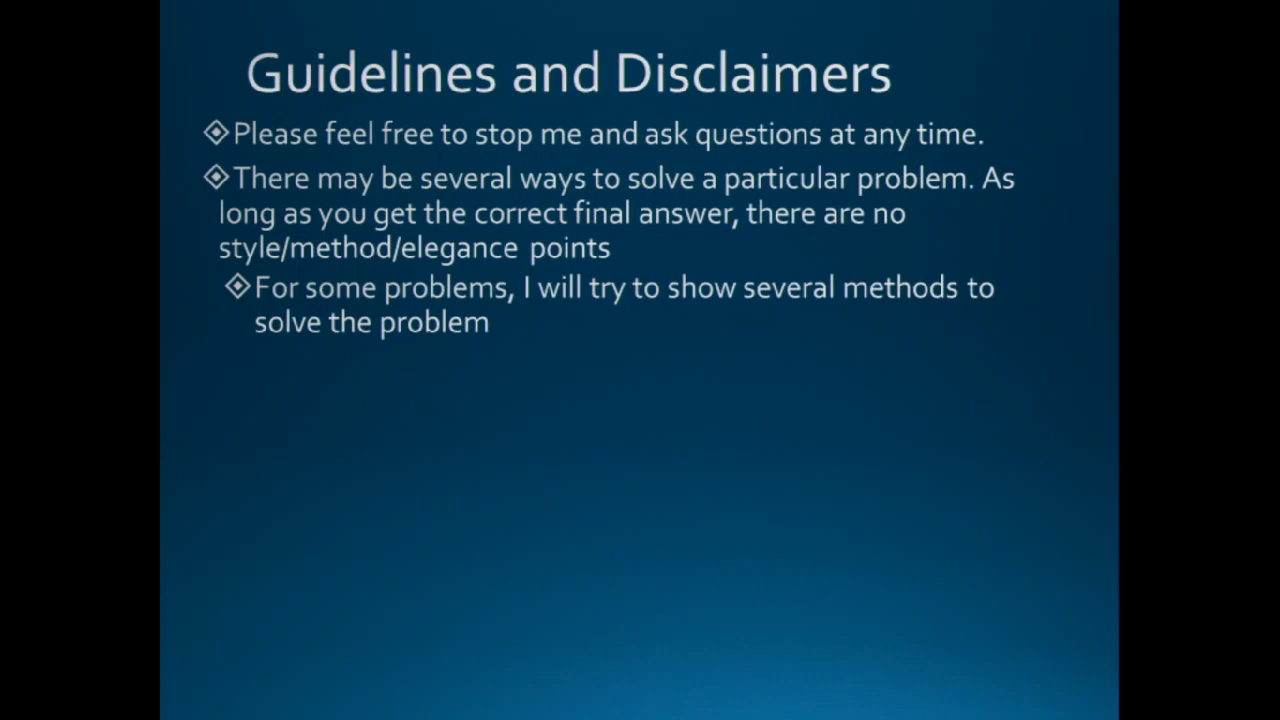 Guidelines and Disclaimers
Please feel free to stop me and ask questions at any time.
There may be several ways to solve a particular problem. As
long as you get the correct final answer, there are no
style/method/elegance points
For some problems, I will try to show several methods to
solve the problem